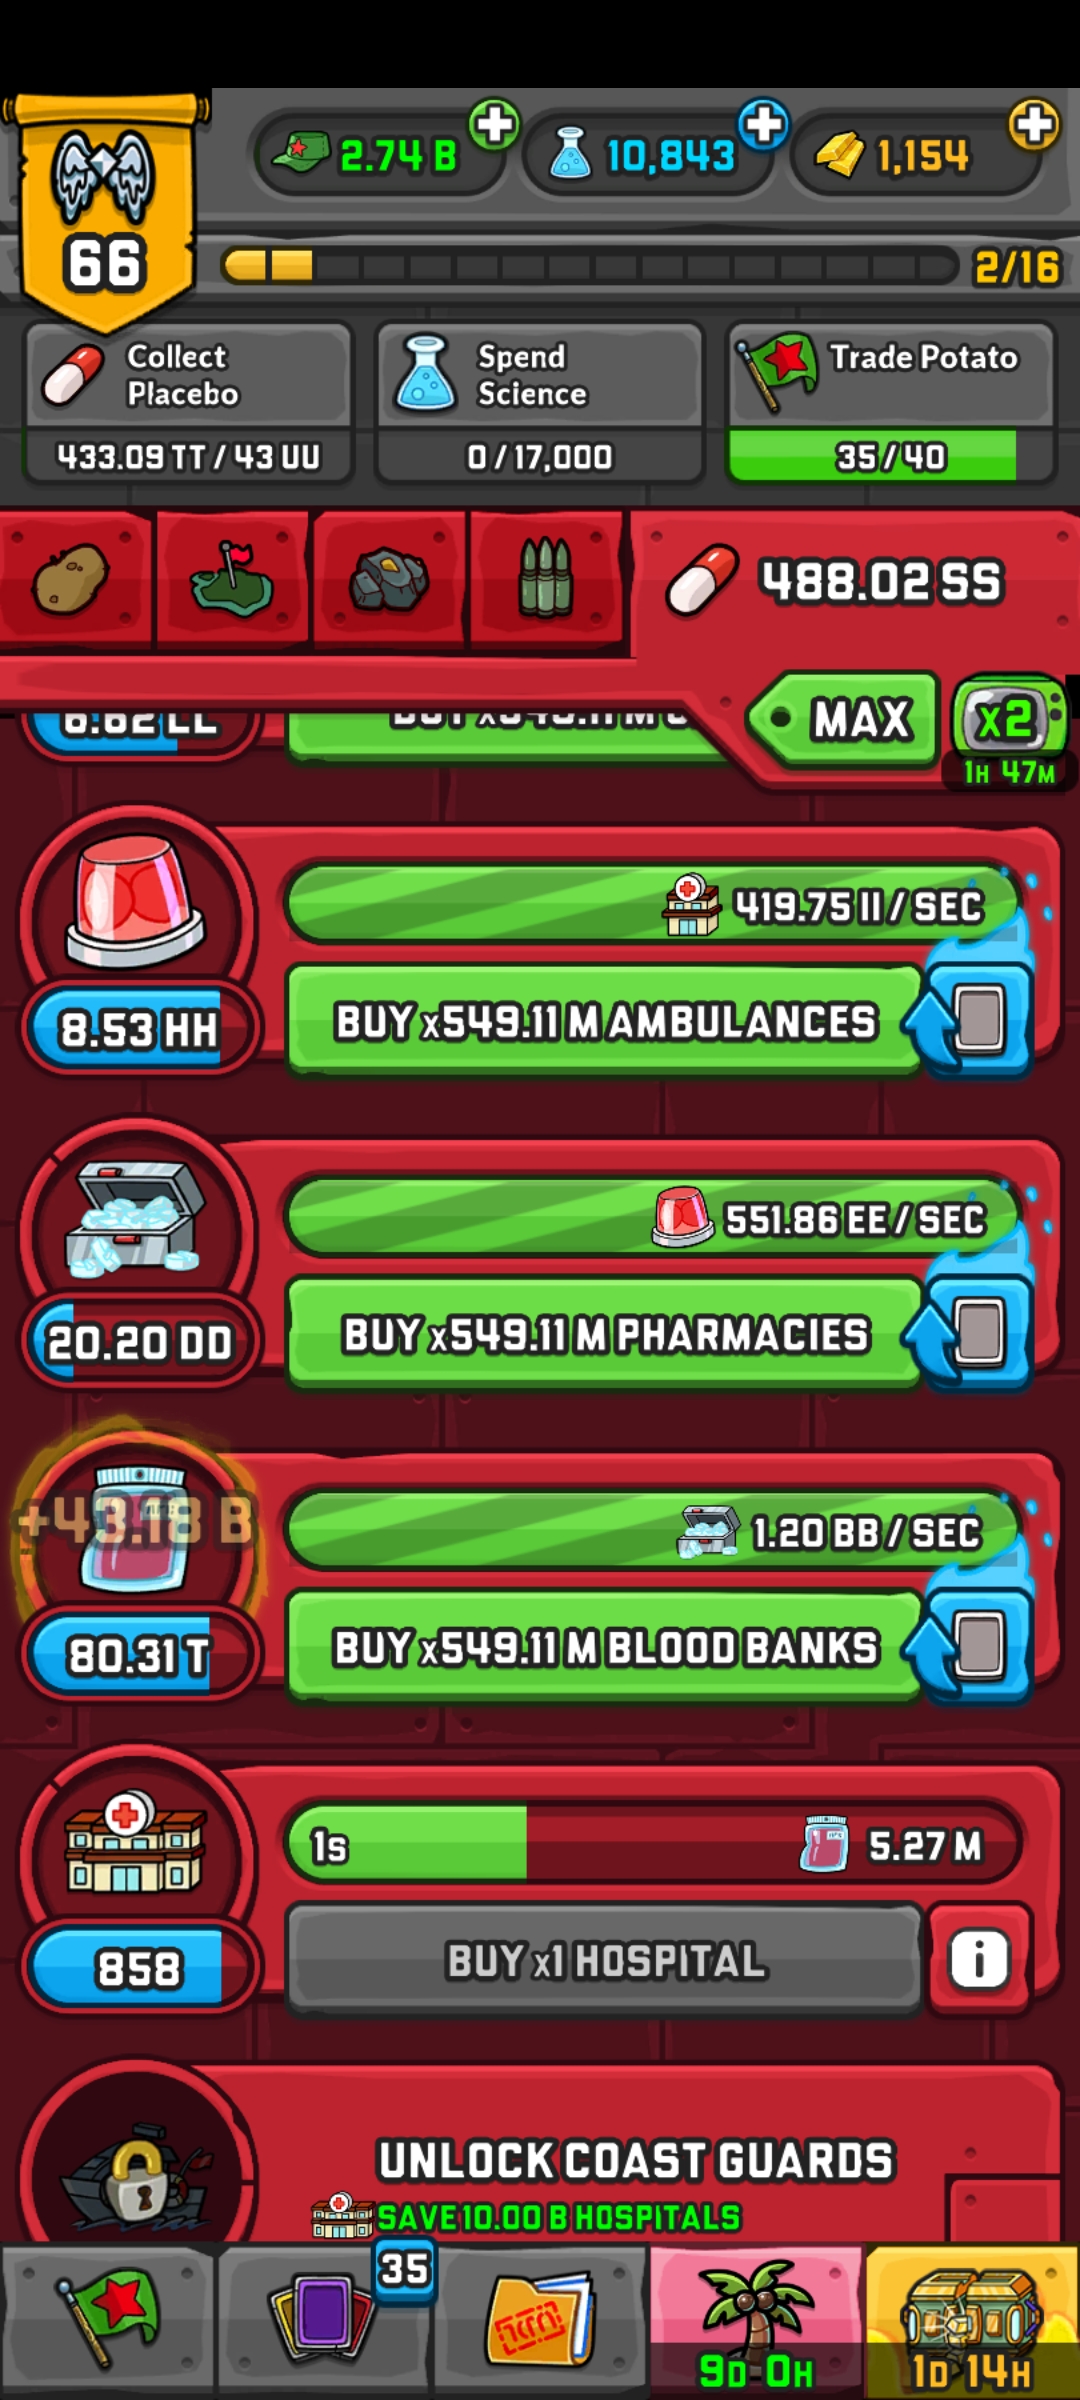 2.74 B
10,843
1,154
66
2/16
Collect
Placebo
433.09 TT / 43 UU
Spend
Science
0 / 17,000
Trade Potato
35 / 40
488.02 SS
MAX
x2
1H 47M
6.62 LL
419.75 II / SEC
8.53 HH
BUY x549.11 M AMBULANCES
551.86 EE / SEC
20.20 DD
BUY x549.11 M PHARMACIES
+43.18 B
1.20 BB / SEC
80.31 T
BUY x549.11 M BLOOD BANKS
1s
5.27 M
858
BUY x1 HOSPITAL
i
UNLOCK COAST GUARDS
SAVE 10.00 B HOSPITALS
35
9D 0H
1D 14H